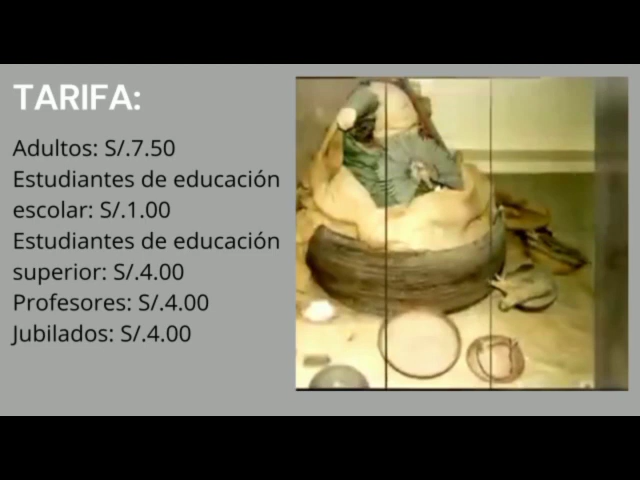 TARIFA:
Adultos: S/.7.50
Estudiantes de educación
escolar: S/.1.00
Estudiantes de educación
superior: S/.4.00
Profesores: S/.4.00
Jubilados: S/.4.00